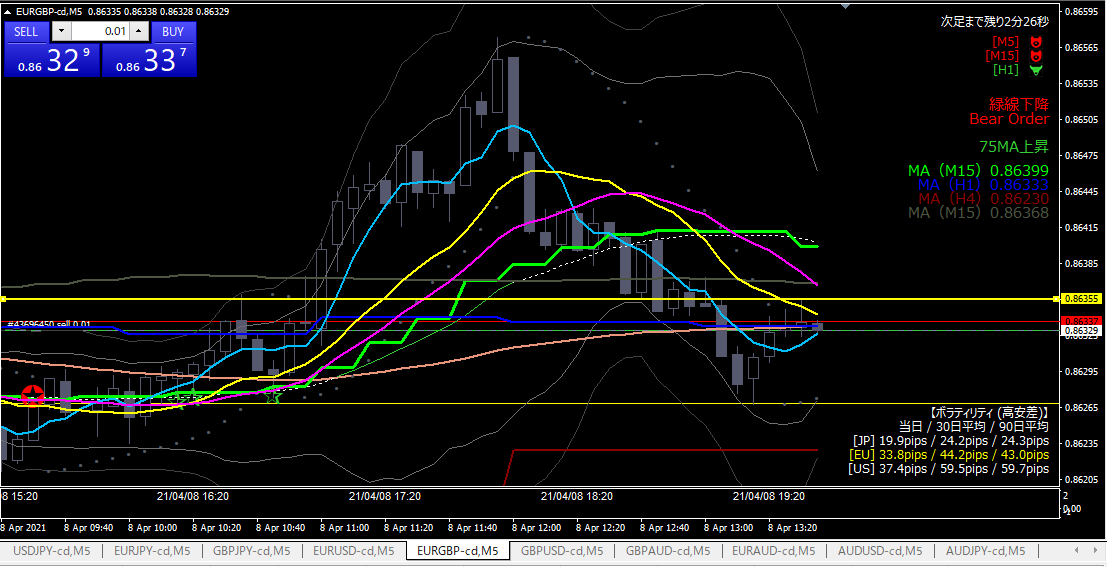 EURGBP-cd,M5 0.86335 0.86338 0.86328 0.86329
SELL 0.01 BUY
0.86 32 9 0.86 33 7
次足まで残り2分26秒
[M5]
[M15]
[H1]
緑線下降
Bear Order
75MA上昇
MA (M15) 0.86399
MA (H1) 0.86333
MA (H4) 0.86230
MA (M15) 0.86368
#43696450 sell 0.01
0.86595
0.86565
0.86535
0.86505
0.86475
0.86445
0.86415
0.86385
0.86355
0.86337
0.86329
0.86325
0.86295
0.86265
0.86235
0.86205
【ボラティリティ (高安差)】
当日 / 30日平均 / 90日平均
[JP] 19.9pips / 24.2pips / 24.3pips
[EU] 33.8pips / 44.2pips / 43.0pips
[US] 37.4pips / 59.5pips / 59.7pips
8 15:20 21/04/08 16:20 21/04/08 17:20 21/04/08 18:20 21/04/08 19:20
2
0.00
8 Apr 2021 8 Apr 09:40 8 Apr 10:00 8 Apr 10:20 8 Apr 10:40 8 Apr 11:00 8 Apr 11:20 8 Apr 11:40 8 Apr 12:00 8 Apr 12:20 8 Apr 12:40 8 Apr 13:00 8 Apr 13:20
USDJPY-cd,M5 EURJPY-cd,M5 GBPJPY-cd,M5 EURUSD-cd,M5 EURGBP-cd,M5 GBPUSD-cd,M5 GBPAUD-cd,M5 EURAUD-cd,M5 AUDUSD-cd,M5 AUDJPY-cd,M5